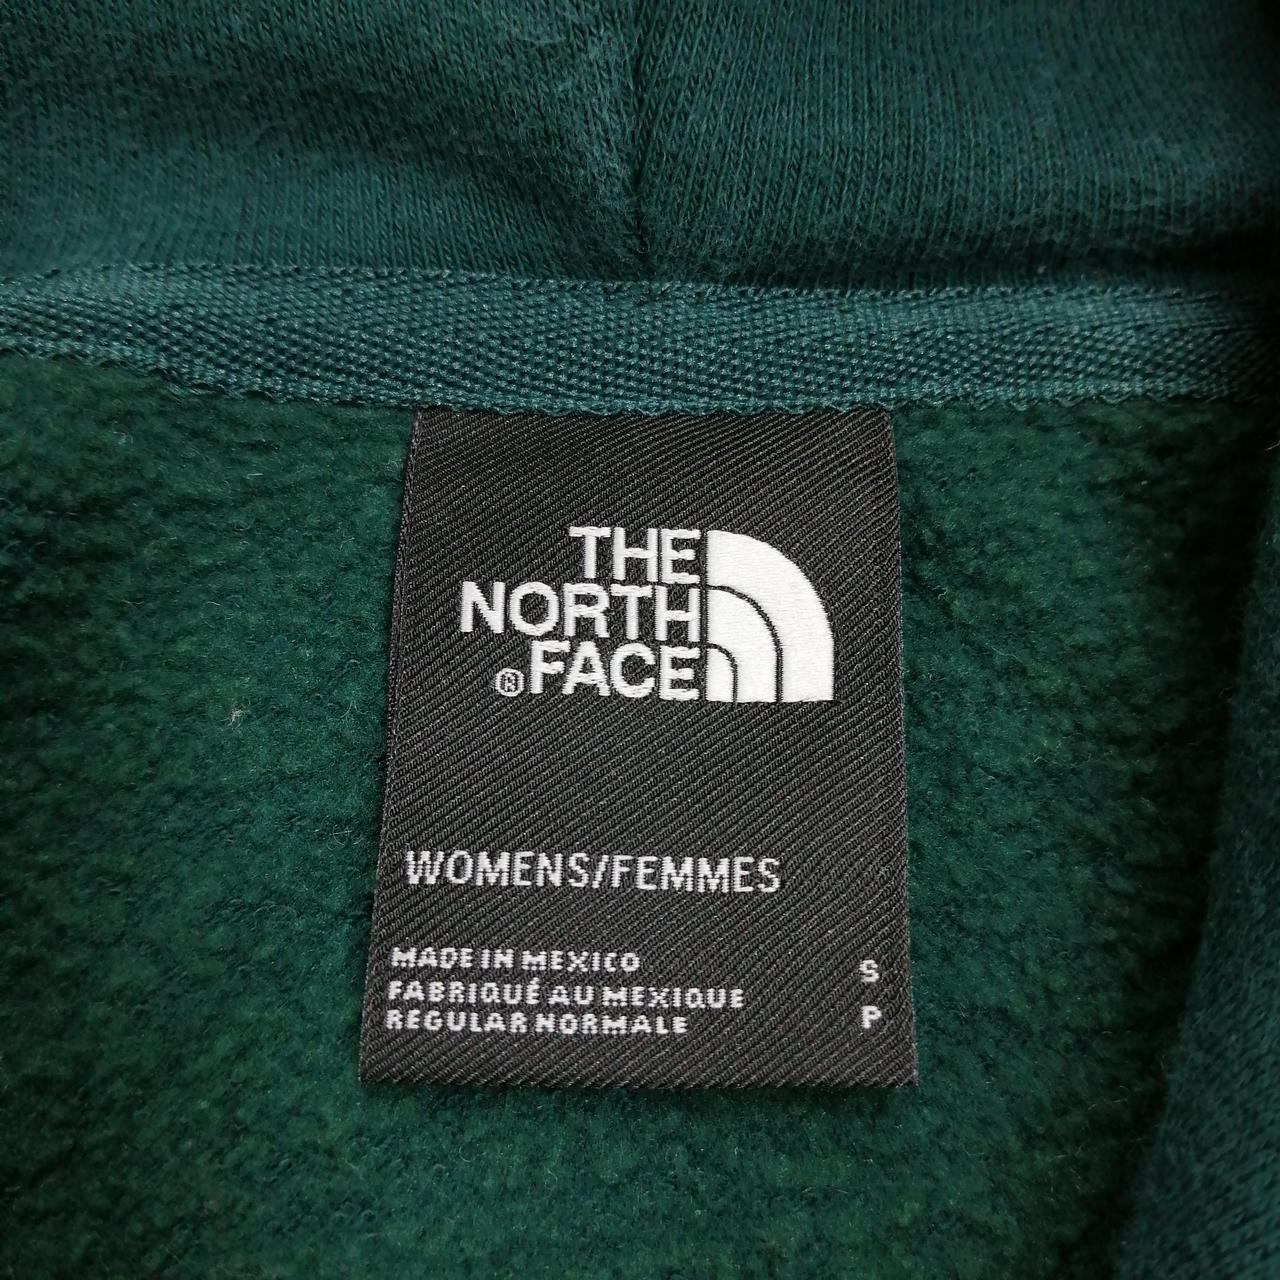 THE
NORTH
®FACE
WOMENS/FEMMES
MADE IN MEXICO S
FABRIQUÉ AU MEXIQUE
REGULAR NORMALE P